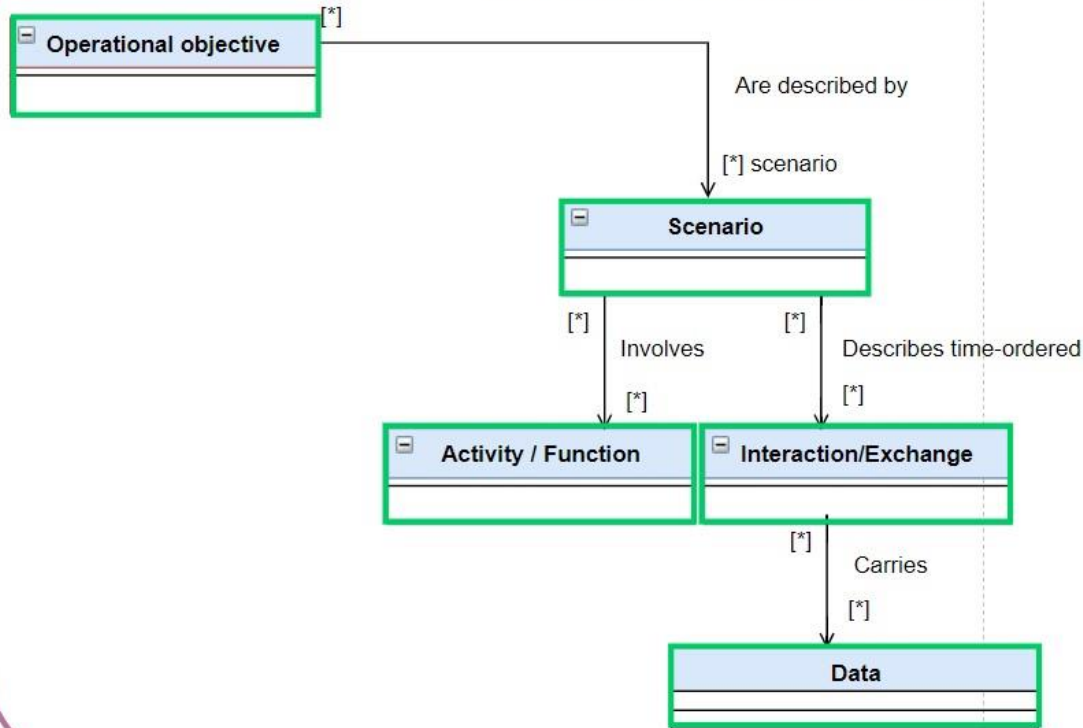 [*]
Operational objective
Are described by
[*] scenario
Scenario
[*]
[*]
Involves
Describes time-ordered
[*]
[*]
Activity / Function
Interaction/Exchange
[*]
Carries
[*]
Data